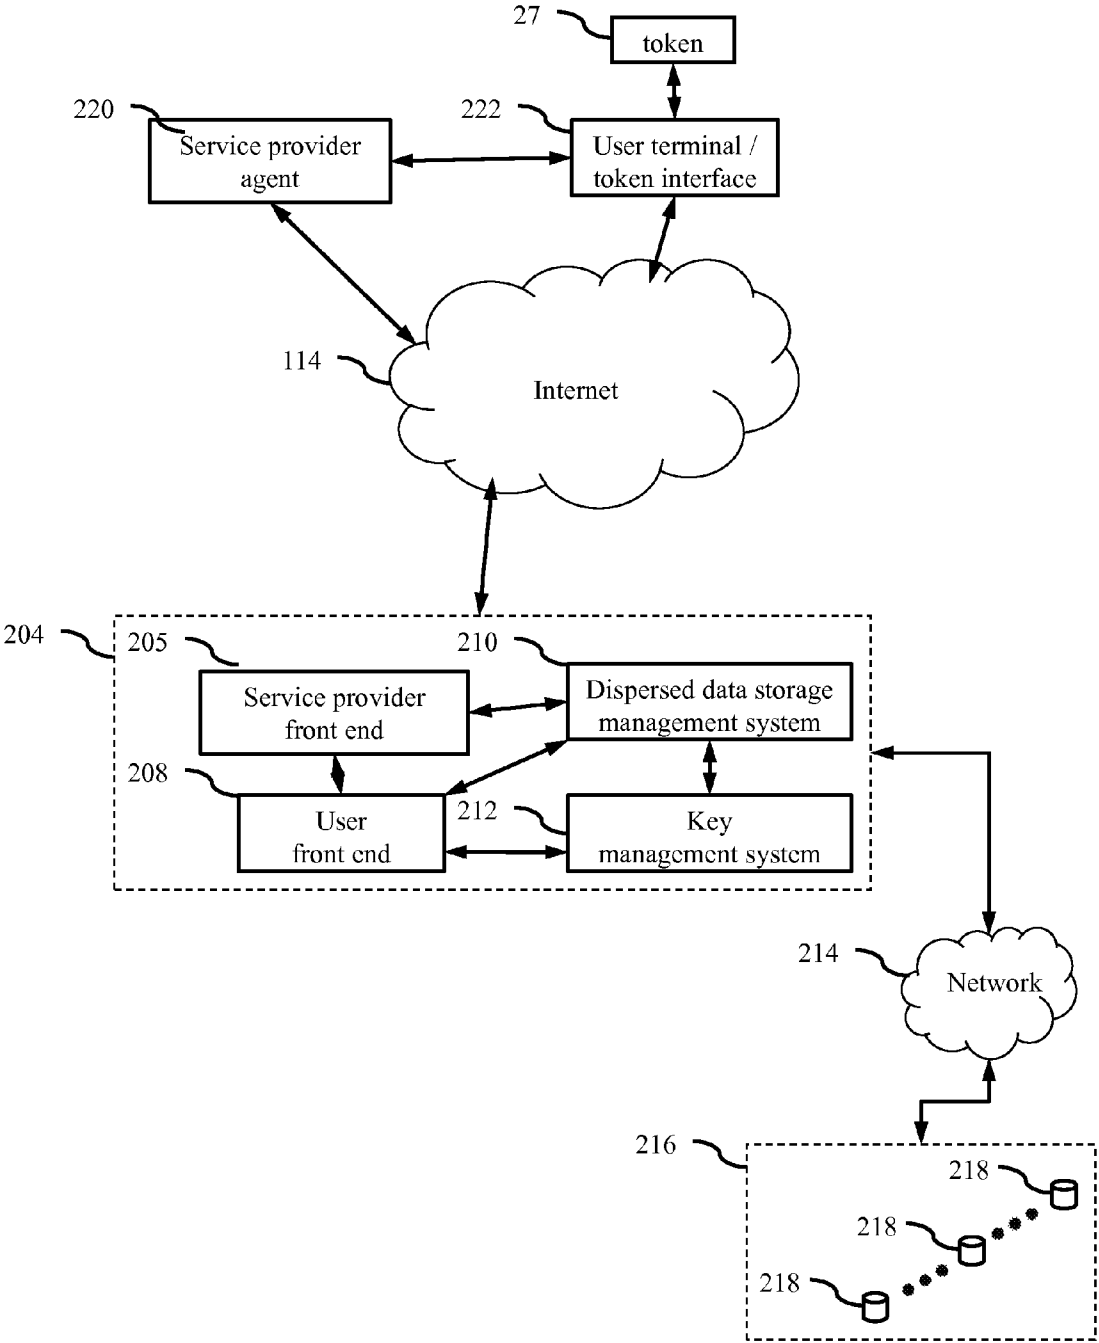 27
token
220
222
Service provider
agent
User terminal /
token interface
114
Internet
204
205
210
Service provider
front end
Dispersed data storage
management system
208
212
User
front end
Key
management system
214
Network
216
218
218
218